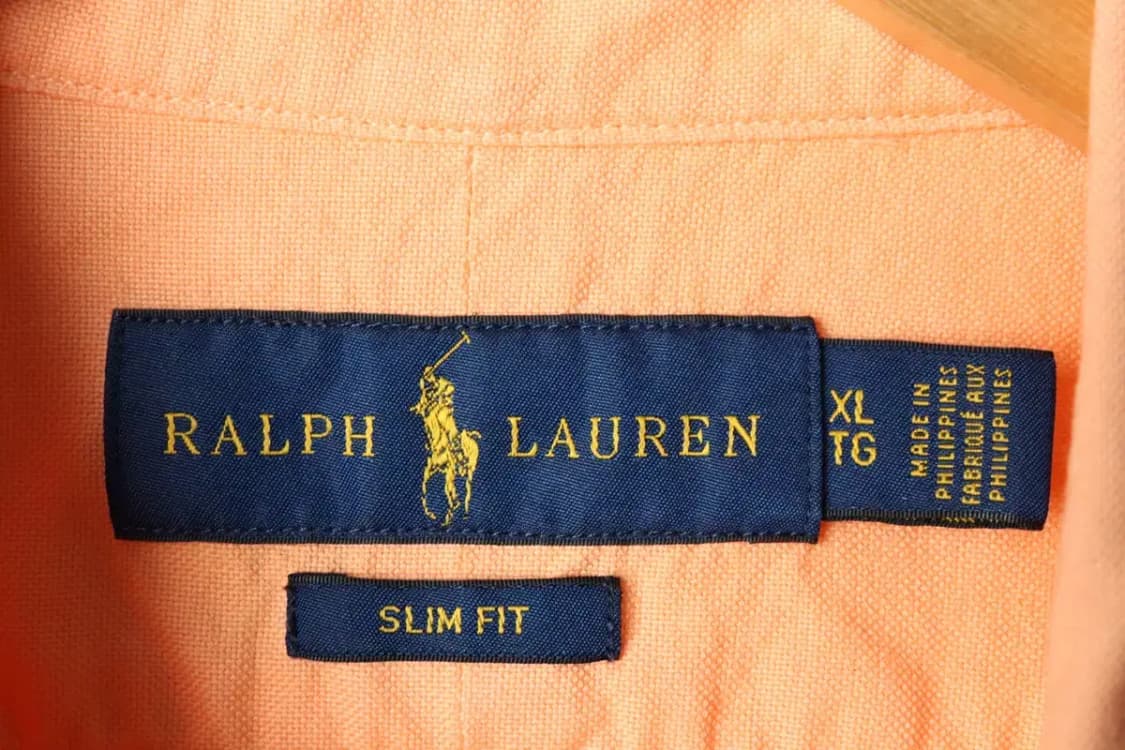 RALPH LAUREN
XL
TG
MADE IN
PHILIPPINES
FABRIQUÉ AUX
PHILIPPINES
SLIM FIT